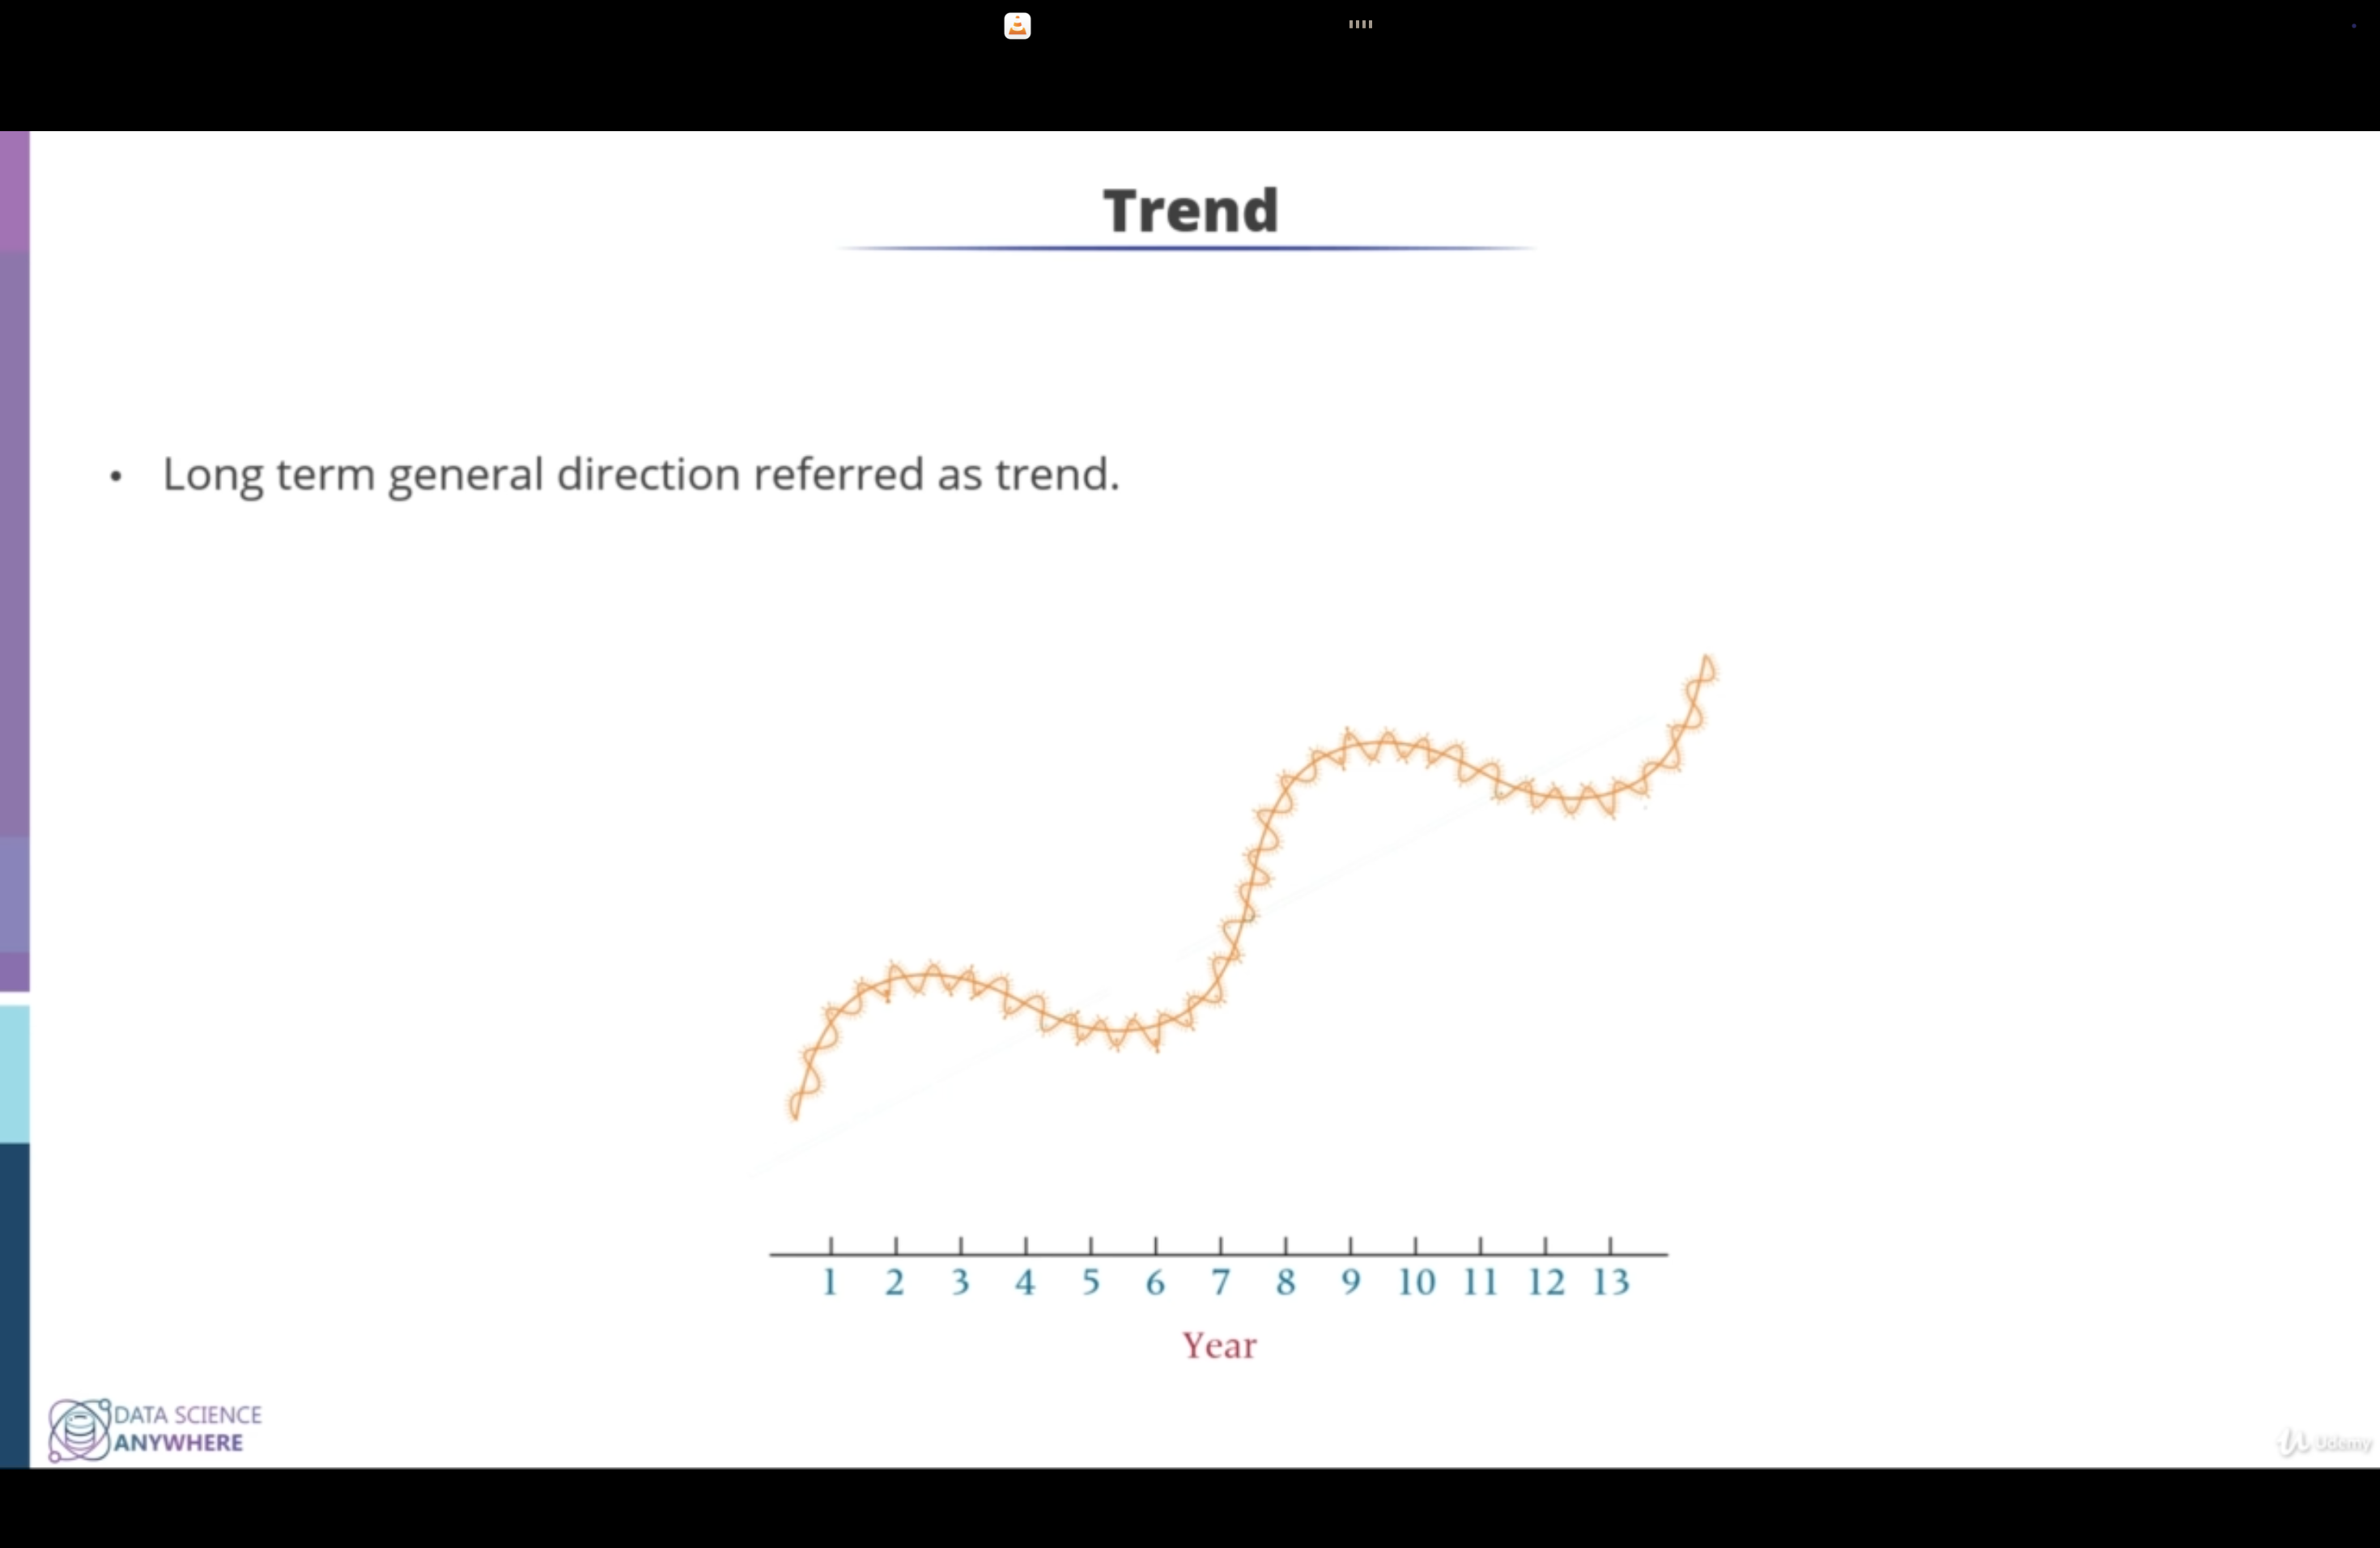 Trend
• Long term general direction referred as trend.
1 2 3 4 5 6 7 8 9 10 11 12 13
Year
DATA SCIENCE
ANYWHERE
Udemy